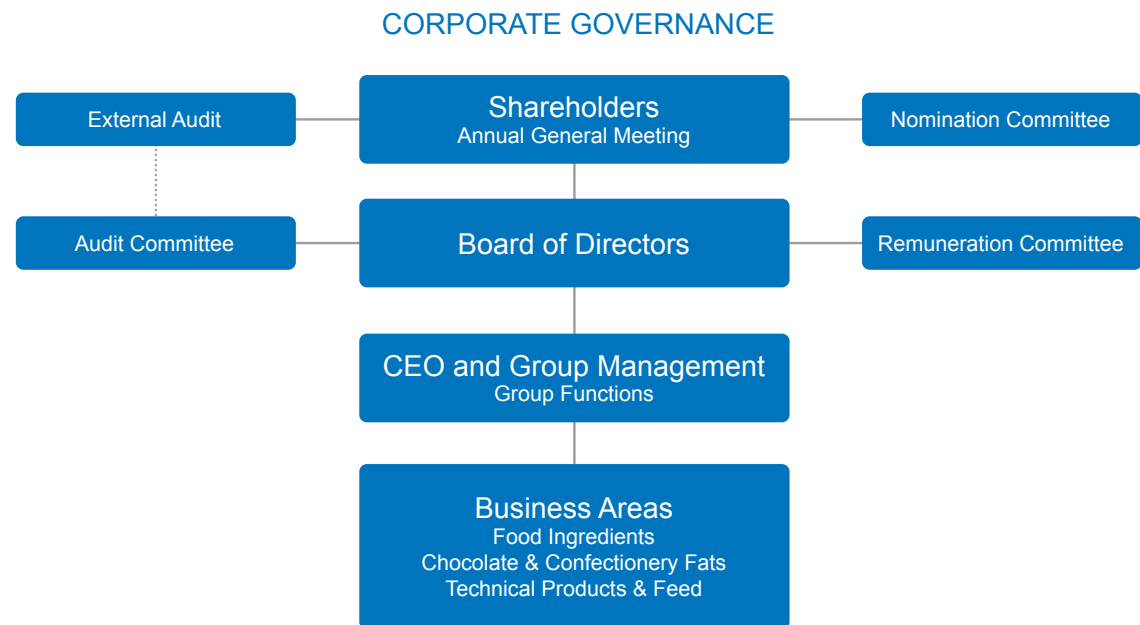 CORPORATE GOVERNANCE
External Audit
Shareholders
Annual General Meeting
Nomination Committee
Audit Committee
Board of Directors
Remuneration Committee
CEO and Group Management
Group Functions
Business Areas
Food Ingredients
Chocolate & Confectionery Fats
Technical Products & Feed